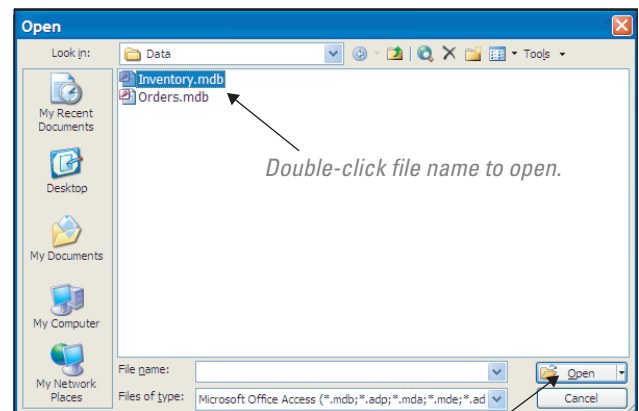 Open
Look in: Data Tools
Inventory.mdb
Orders.mdb
My Recent
Documents
Double-click file name to open.
Desktop
My Documents
My Computer
My Network
Places
File name: Open
Files of type: Microsoft Office Access (*.mdb;*.adp;*.mda;*.mde;*.ad Cancel